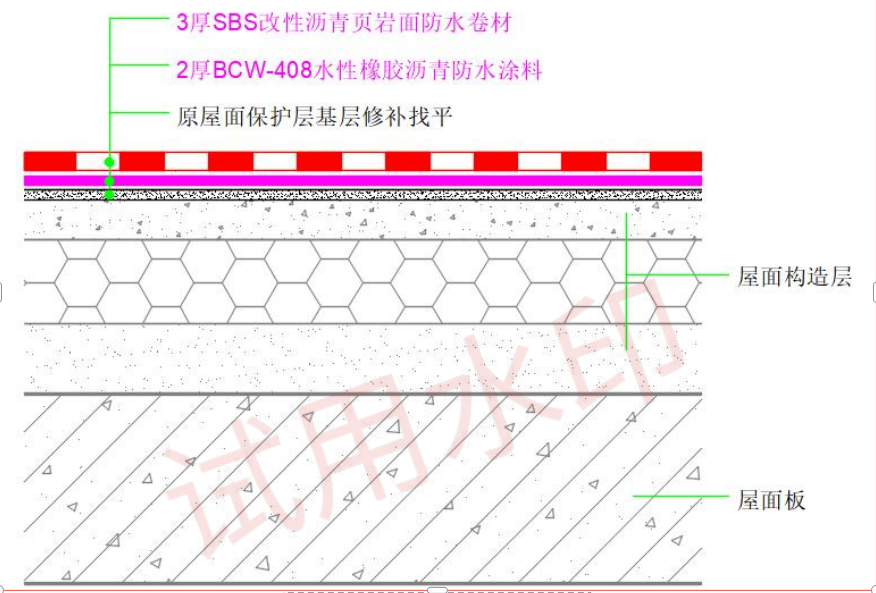 3厚SBS改性沥青页岩面防水卷材
2厚BCW-408水性橡胶沥青防水涂料
原屋面保护层基层修补找平
屋面构造层
试用水印
屋面板